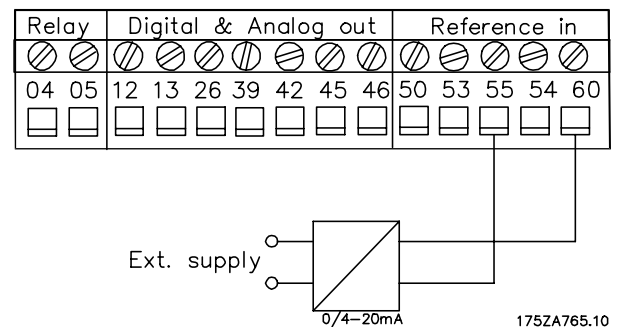 Relay Digital & Analog out Reference in
04 05 12 13 26 39 42 45 46 50 53 55 54 60
Ext. supply
0/4-20mA
175ZA765.10